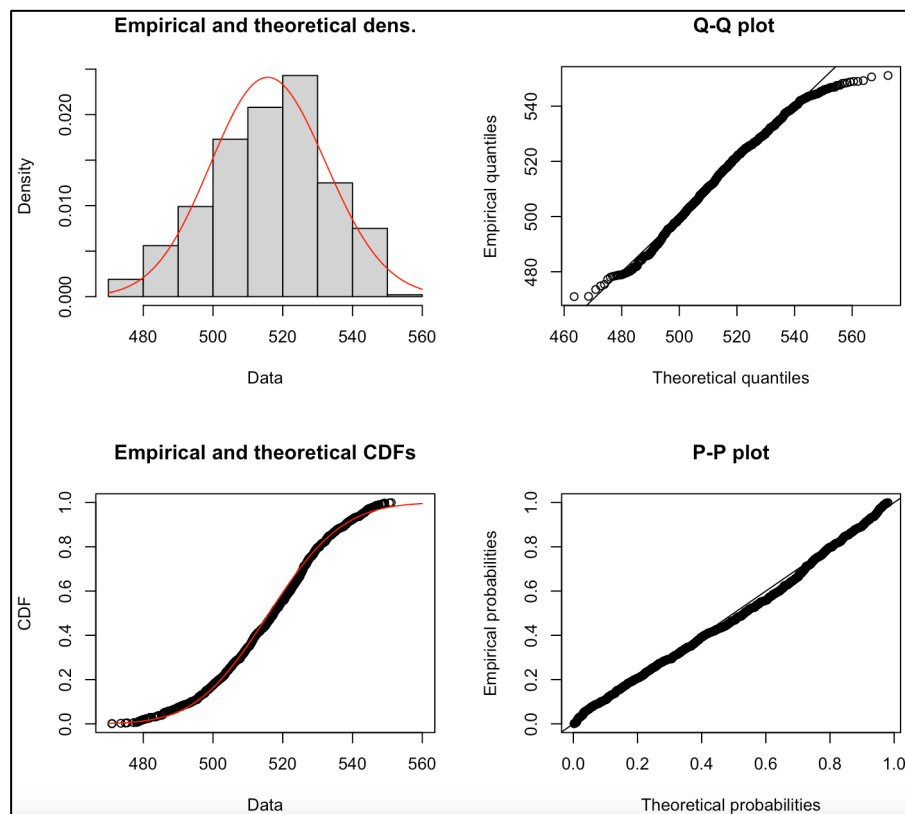 Empirical and theoretical dens.
Density
0.000
0.010
0.020
480 500 520 540 560
Data
Q-Q plot
Empirical quantiles
480
500
520
540
460 480 500 520 540 560
Theoretical quantiles
Empirical and theoretical CDFs
CDF
0.0
0.2
0.4
0.6
0.8
1.0
480 500 520 540 560
Data
P-P plot
Empirical probabilities
0.0
0.2
0.4
0.6
0.8
1.0
0.0 0.2 0.4 0.6 0.8 1.0
Theoretical probabilities